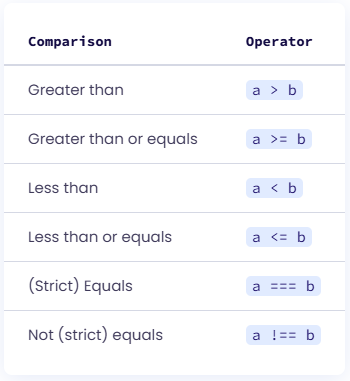 Comparison Operator
Greater than a > b
Greater than or equals a >= b
Less than a < b
Less than or equals a <= b
(Strict) Equals a === b
Not (strict) equals a !== b